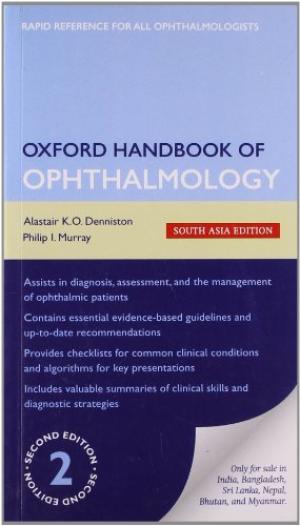 RAPID REFERENCE FOR ALL OPHTHALMOLOGISTS
OXFORD HANDBOOK OF
OPHTHALMOLOGY
Alastair K.O. Denniston
Philip I. Murray
SOUTH ASIA EDITION
Assists in diagnosis, assessment, and the management
of ophthalmic patients
Contains essential evidence-based guidelines and
up-to-date recommendations
Provides checklists for common clinical conditions
and algorithms for key presentations
Includes valuable summaries of clinical skills and
diagnostic strategies
SECOND EDITION • SECOND EDITION •
2
Only for sale in
India, Bangladesh,
Sri Lanka, Nepal,
Bhutan, and Myanmar.